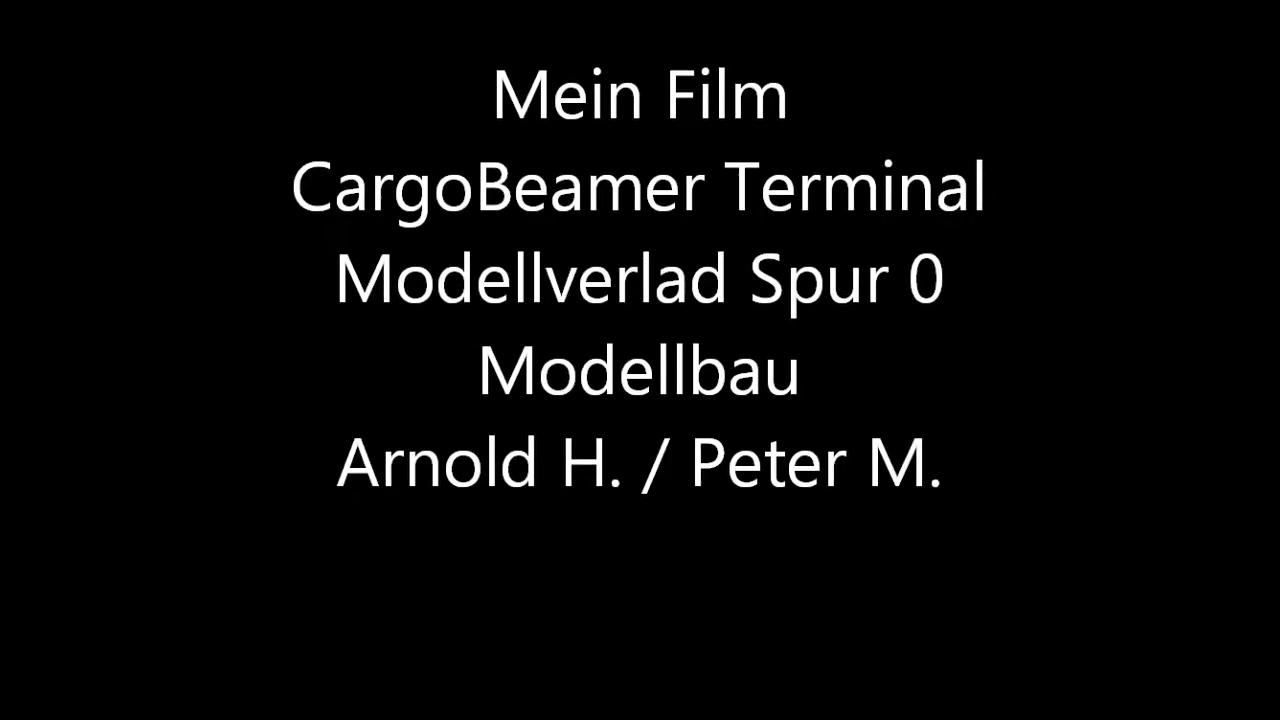 Mein Film
CargoBeamer Terminal
Modellverlad Spur 0
Modellbau
Arnold H. / Peter M.